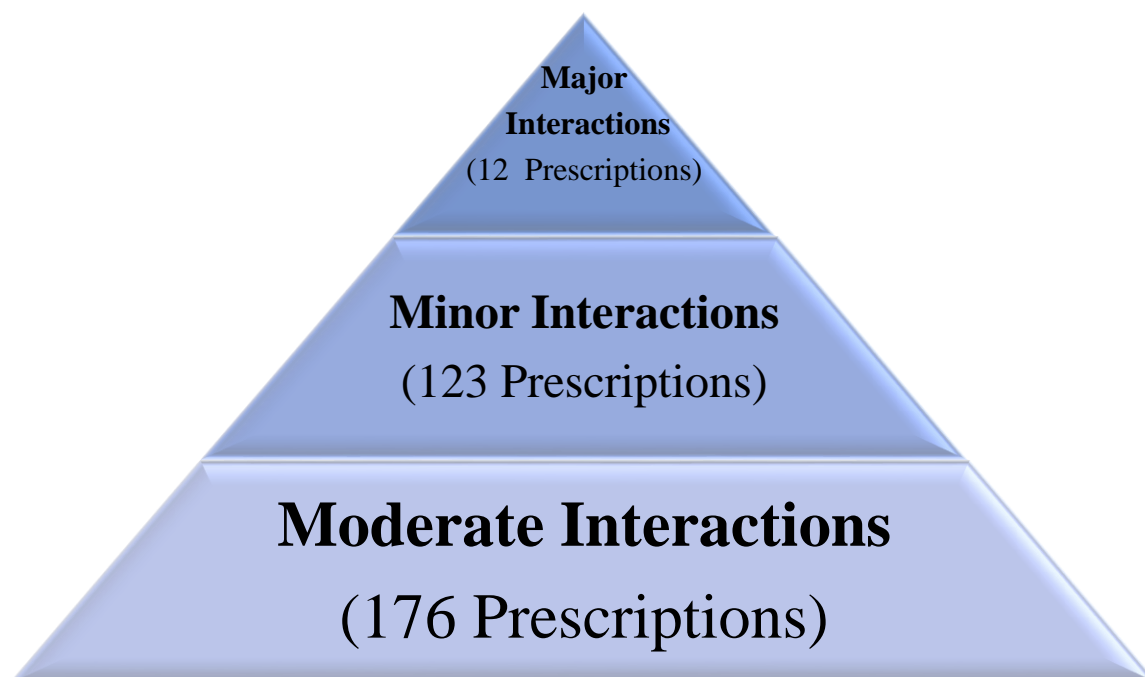 Major
Interactions
(12 Prescriptions)
Minor Interactions
(123 Prescriptions)
Moderate Interactions
(176 Prescriptions)